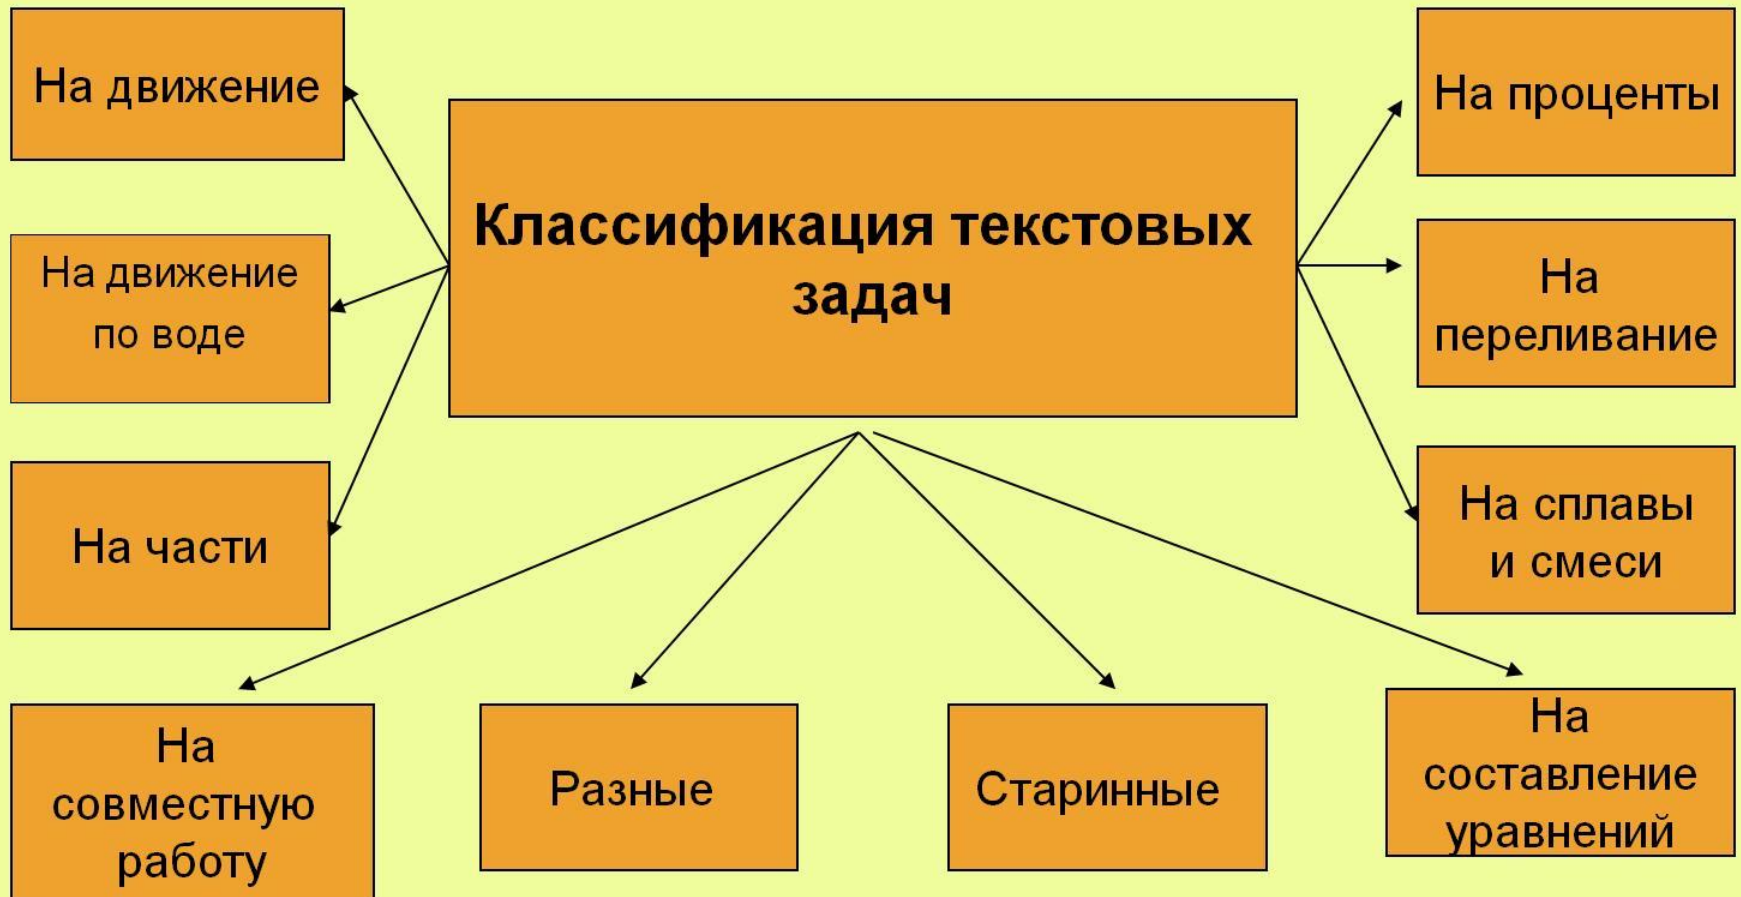 На движение
На проценты
Классификация текстовых
задач
На движение
по воде
На
переливание
На части
На сплавы
и смеси
На
совместную
работу
Разные
Старинные
На
составление
уравнений